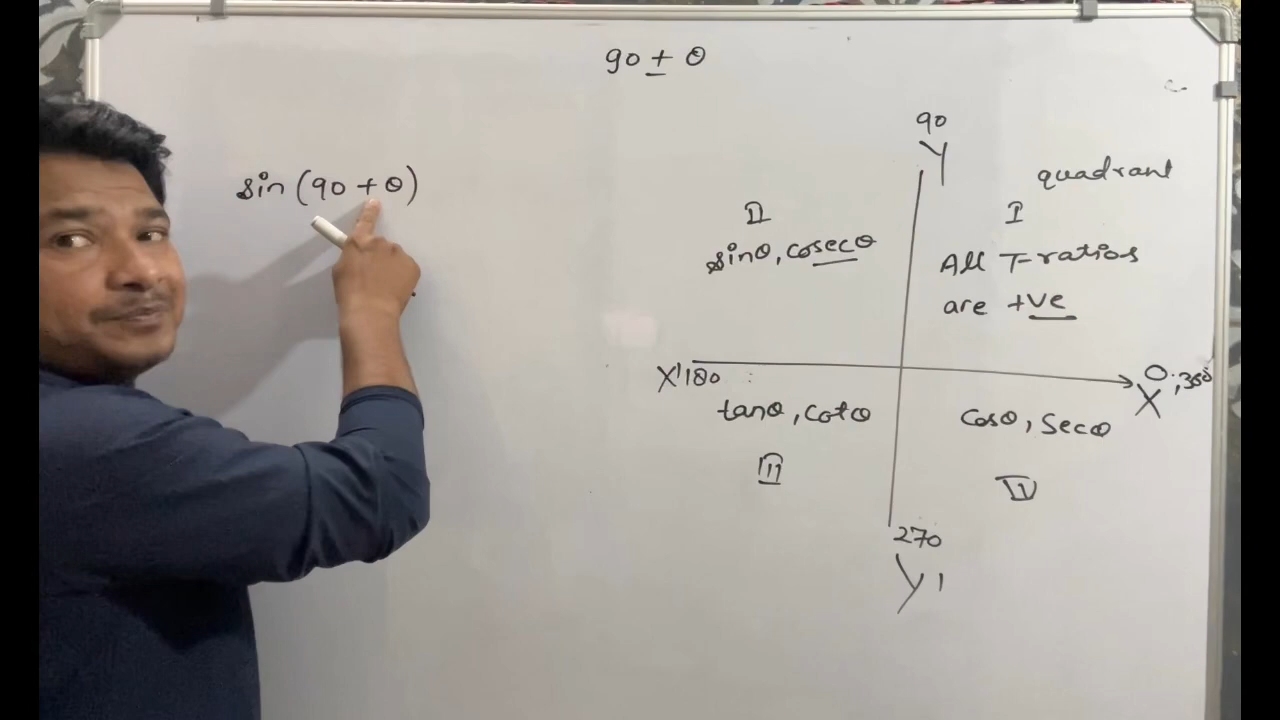 90 ± θ
sin (90 + θ)
90
Y
quadrant
II
I
sinθ, cosecθ
All T-ratios
are +ve
X' 180
0, 360
X
tanθ, cotθ
cosθ, secθ
III
IV
270
Y'